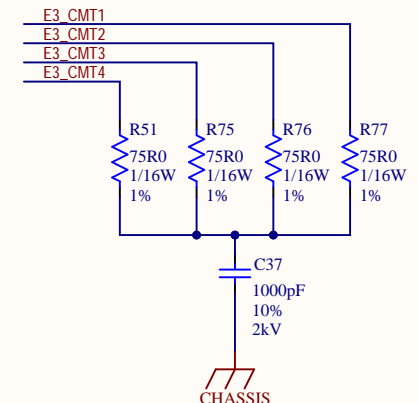 E3_CMT1
E3_CMT2
E3_CMT3
E3_CMT4
R51
75R0
1/16W
1%
R75
75R0
1/16W
1%
R76
75R0
1/16W
1%
R77
75R0
1/16W
1%
C37
1000pF
10%
2kV
CHASSIS